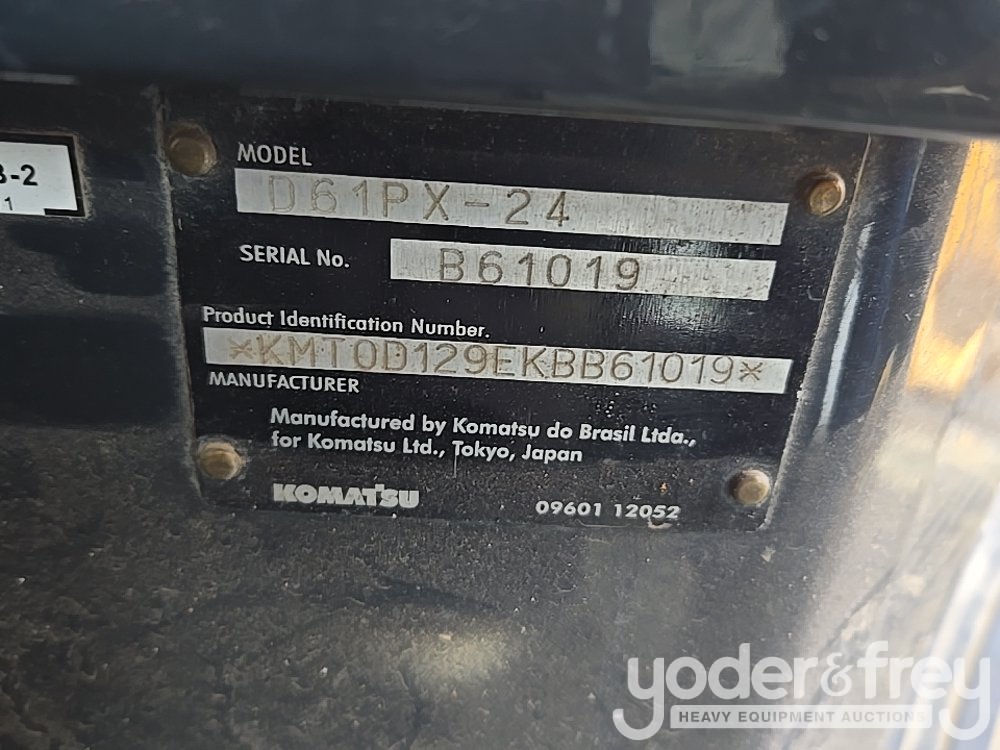 3-2
1
MODEL
D61PX-24
SERIAL No. B61019
Product Identification Number.
*KMT0D129EKBB61019*
MANUFACTURER
Manufactured by Komatsu do Brasil Ltda.,
for Komatsu Ltd., Tokyo, Japan
KOMATSU 09601 12052
yoder&frey
HEAVY EQUIPMENT AUCTIONS